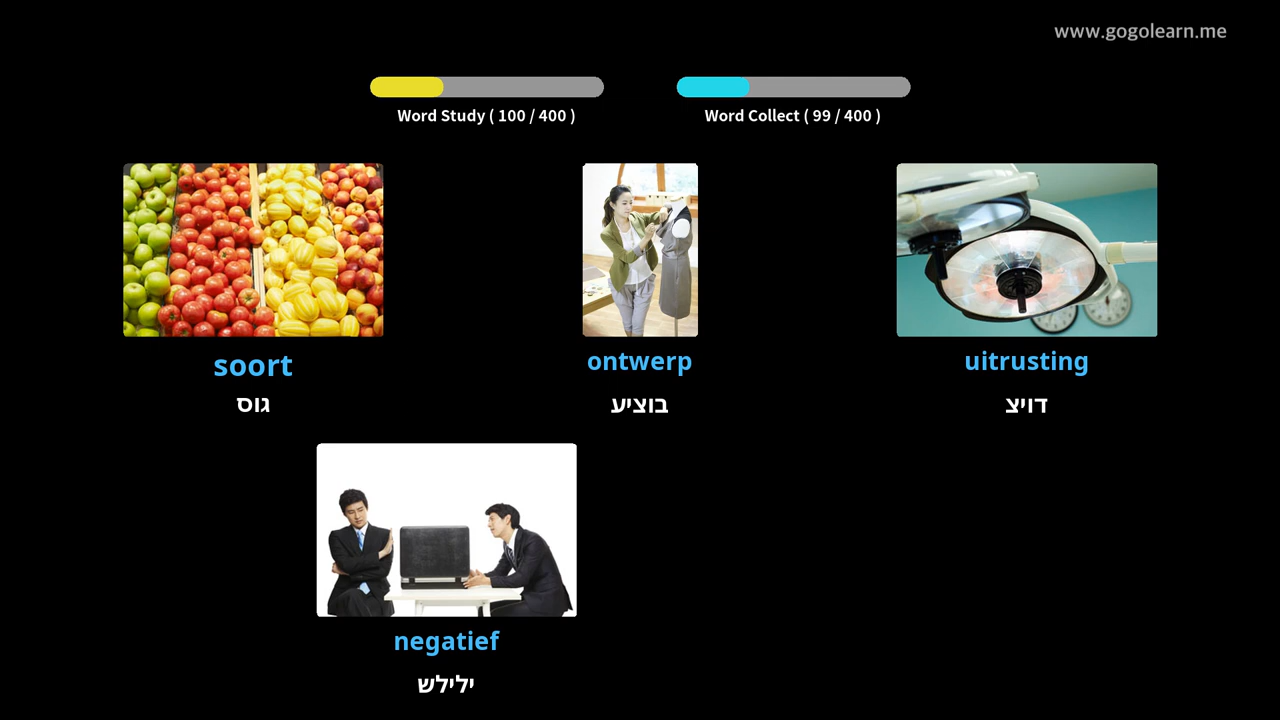 www.gogolearn.me
Word Study ( 100 / 400 )
Word Collect ( 99 / 400 )
soort
גוס
ontwerp
בוציע
uitrusting
דויצ
negatief
ילילש